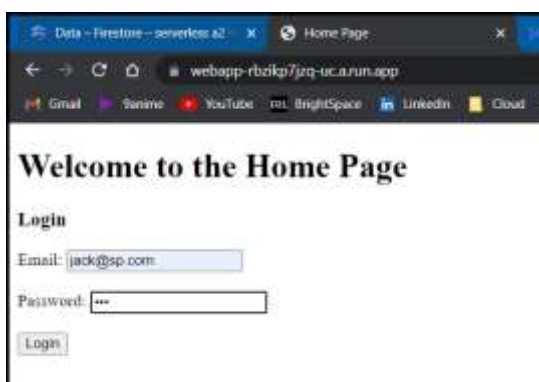 Data - Firestore - serverless a2
Home Page
webapp-rbzikp7jzq-uc.a.run.app
Gmail 9anime YouTube BrightSpace LinkedIn Cloud
Welcome to the Home Page
Login
Email: jack@sp.com
Password: •••
Login